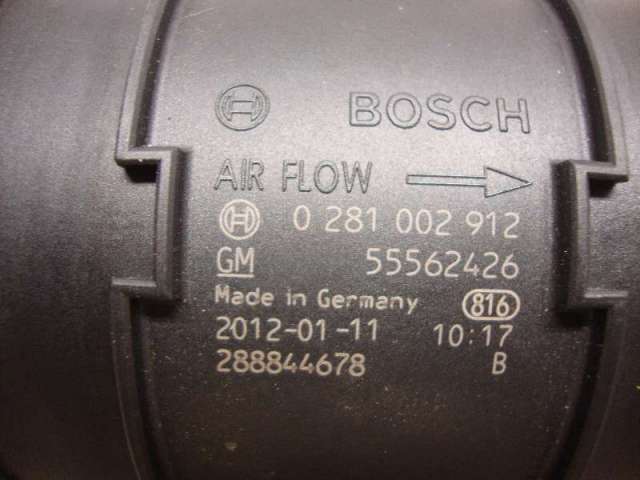 BOSCH
AIR FLOW
0 281 002 912
GM 55562426
Made in Germany 816
2012-01-11 10:17
288844678 B